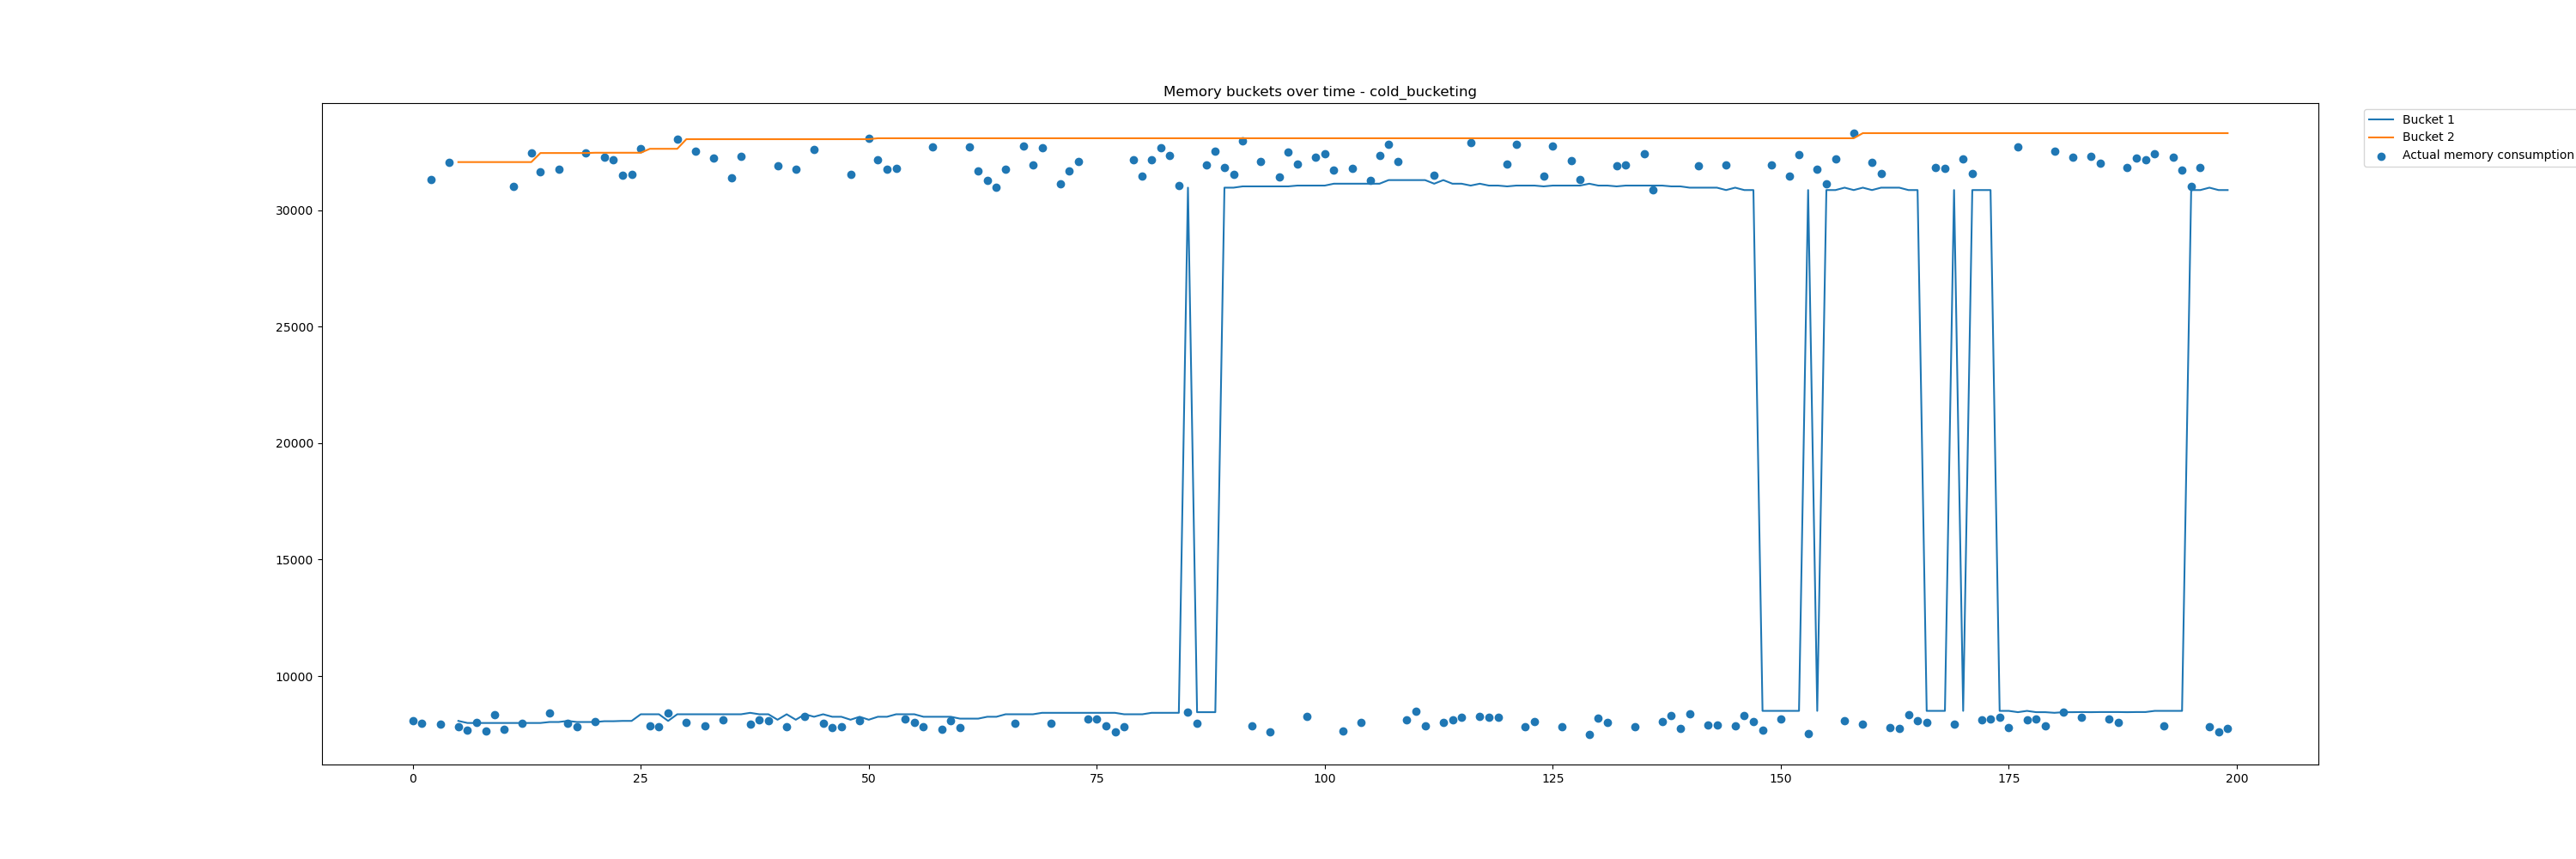 Memory buckets over time - cold_bucketing
Bucket 1
Bucket 2
Actual memory consumption
30000
25000
20000
15000
10000
0 25 50 75 100 125 150 175 200